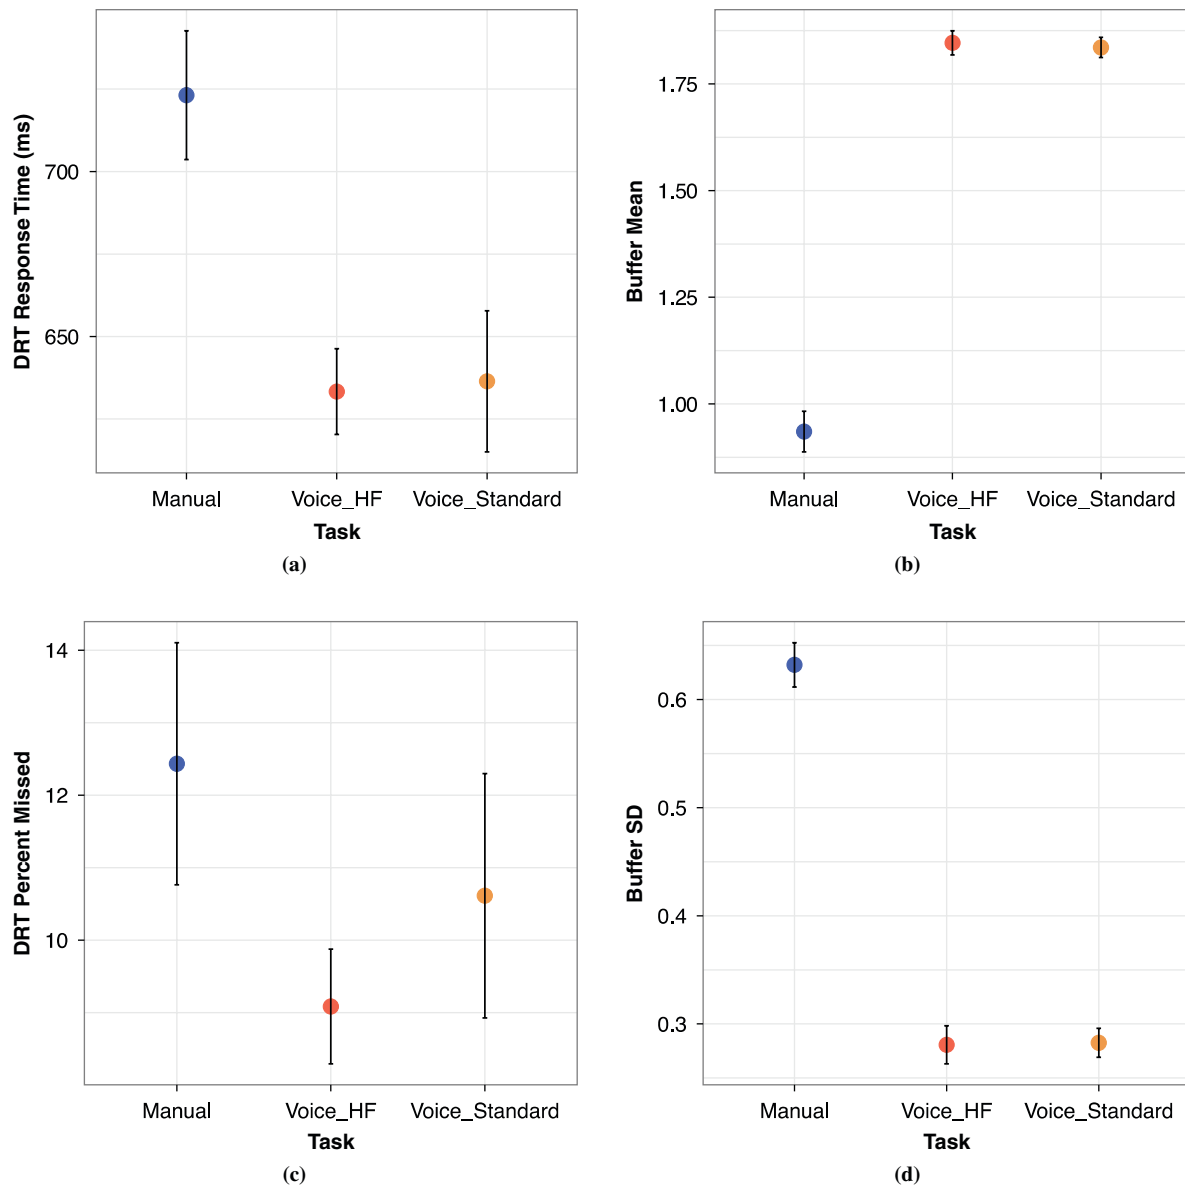 DRT Response Time (ms)
700
650
Manual Voice_HF Voice_Standard
Task
(a)
Buffer Mean
1.75
1.50
1.25
1.00
Manual Voice_HF Voice_Standard
Task
(b)
DRT Percent Missed
14
12
10
Manual Voice_HF Voice_Standard
Task
(c)
Buffer SD
0.6
0.5
0.4
0.3
Manual Voice_HF Voice_Standard
Task
(d)